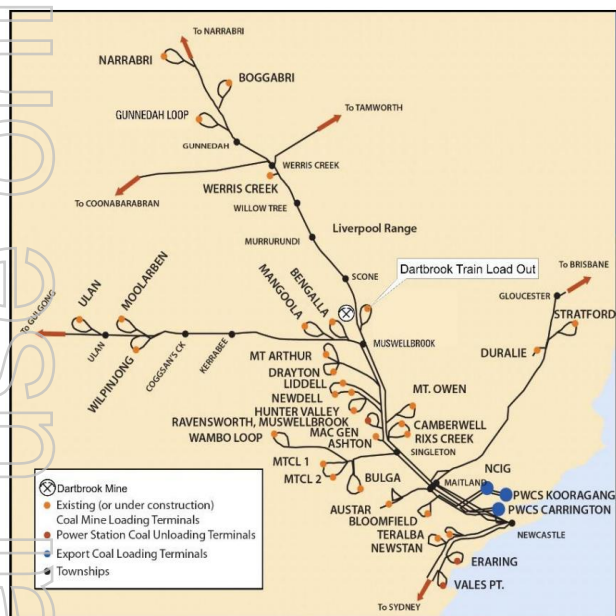 To NARRABRI
NARRABRI
BOGGABRI
GUNNEDAH LOOP
To TAMWORTH
GUNNEDAH
WERRIS CREEK
WERRIS CREEK
To COONABARABRAN
WILLOW TREE
Liverpool Range
MURRURUNDI
Dartbrook Train Load Out
SCONE
To BRISBANE
GLOUCESTER
STRATFORD
DURALIE
ULAN
MOOLARBEN
MANGOOLA
BENGALLA
To GULGONG
ULAN
WILPINJONG
COGGSAN'S CK
KERRABEE
MUSWELLBROOK
MT ARTHUR
DRAYTON
LIDDELL
NEWDELL
MT. OWEN
HUNTER VALLEY
RAVENSWORTH, MUSWELLBROOK
CAMBERWELL
WAMBO LOOP
MAC GEN
RIXS CREEK
ASHTON
SINGLETON
MTCL 1
MTCL 2
BULGA
NCIG
MAITLAND
PWCS KOORAGANG
PWCS CARRINGTON
AUSTAR
BLOOMFIELD
NEWCASTLE
TERALBA
NEWSTAN
ERARING
VALES PT.
To SYDNEY
Dartbrook Mine
Existing (or under construction)
Coal Mine Loading Terminals
Power Station Coal Unloading Terminals
Export Coal Loading Terminals
Townships